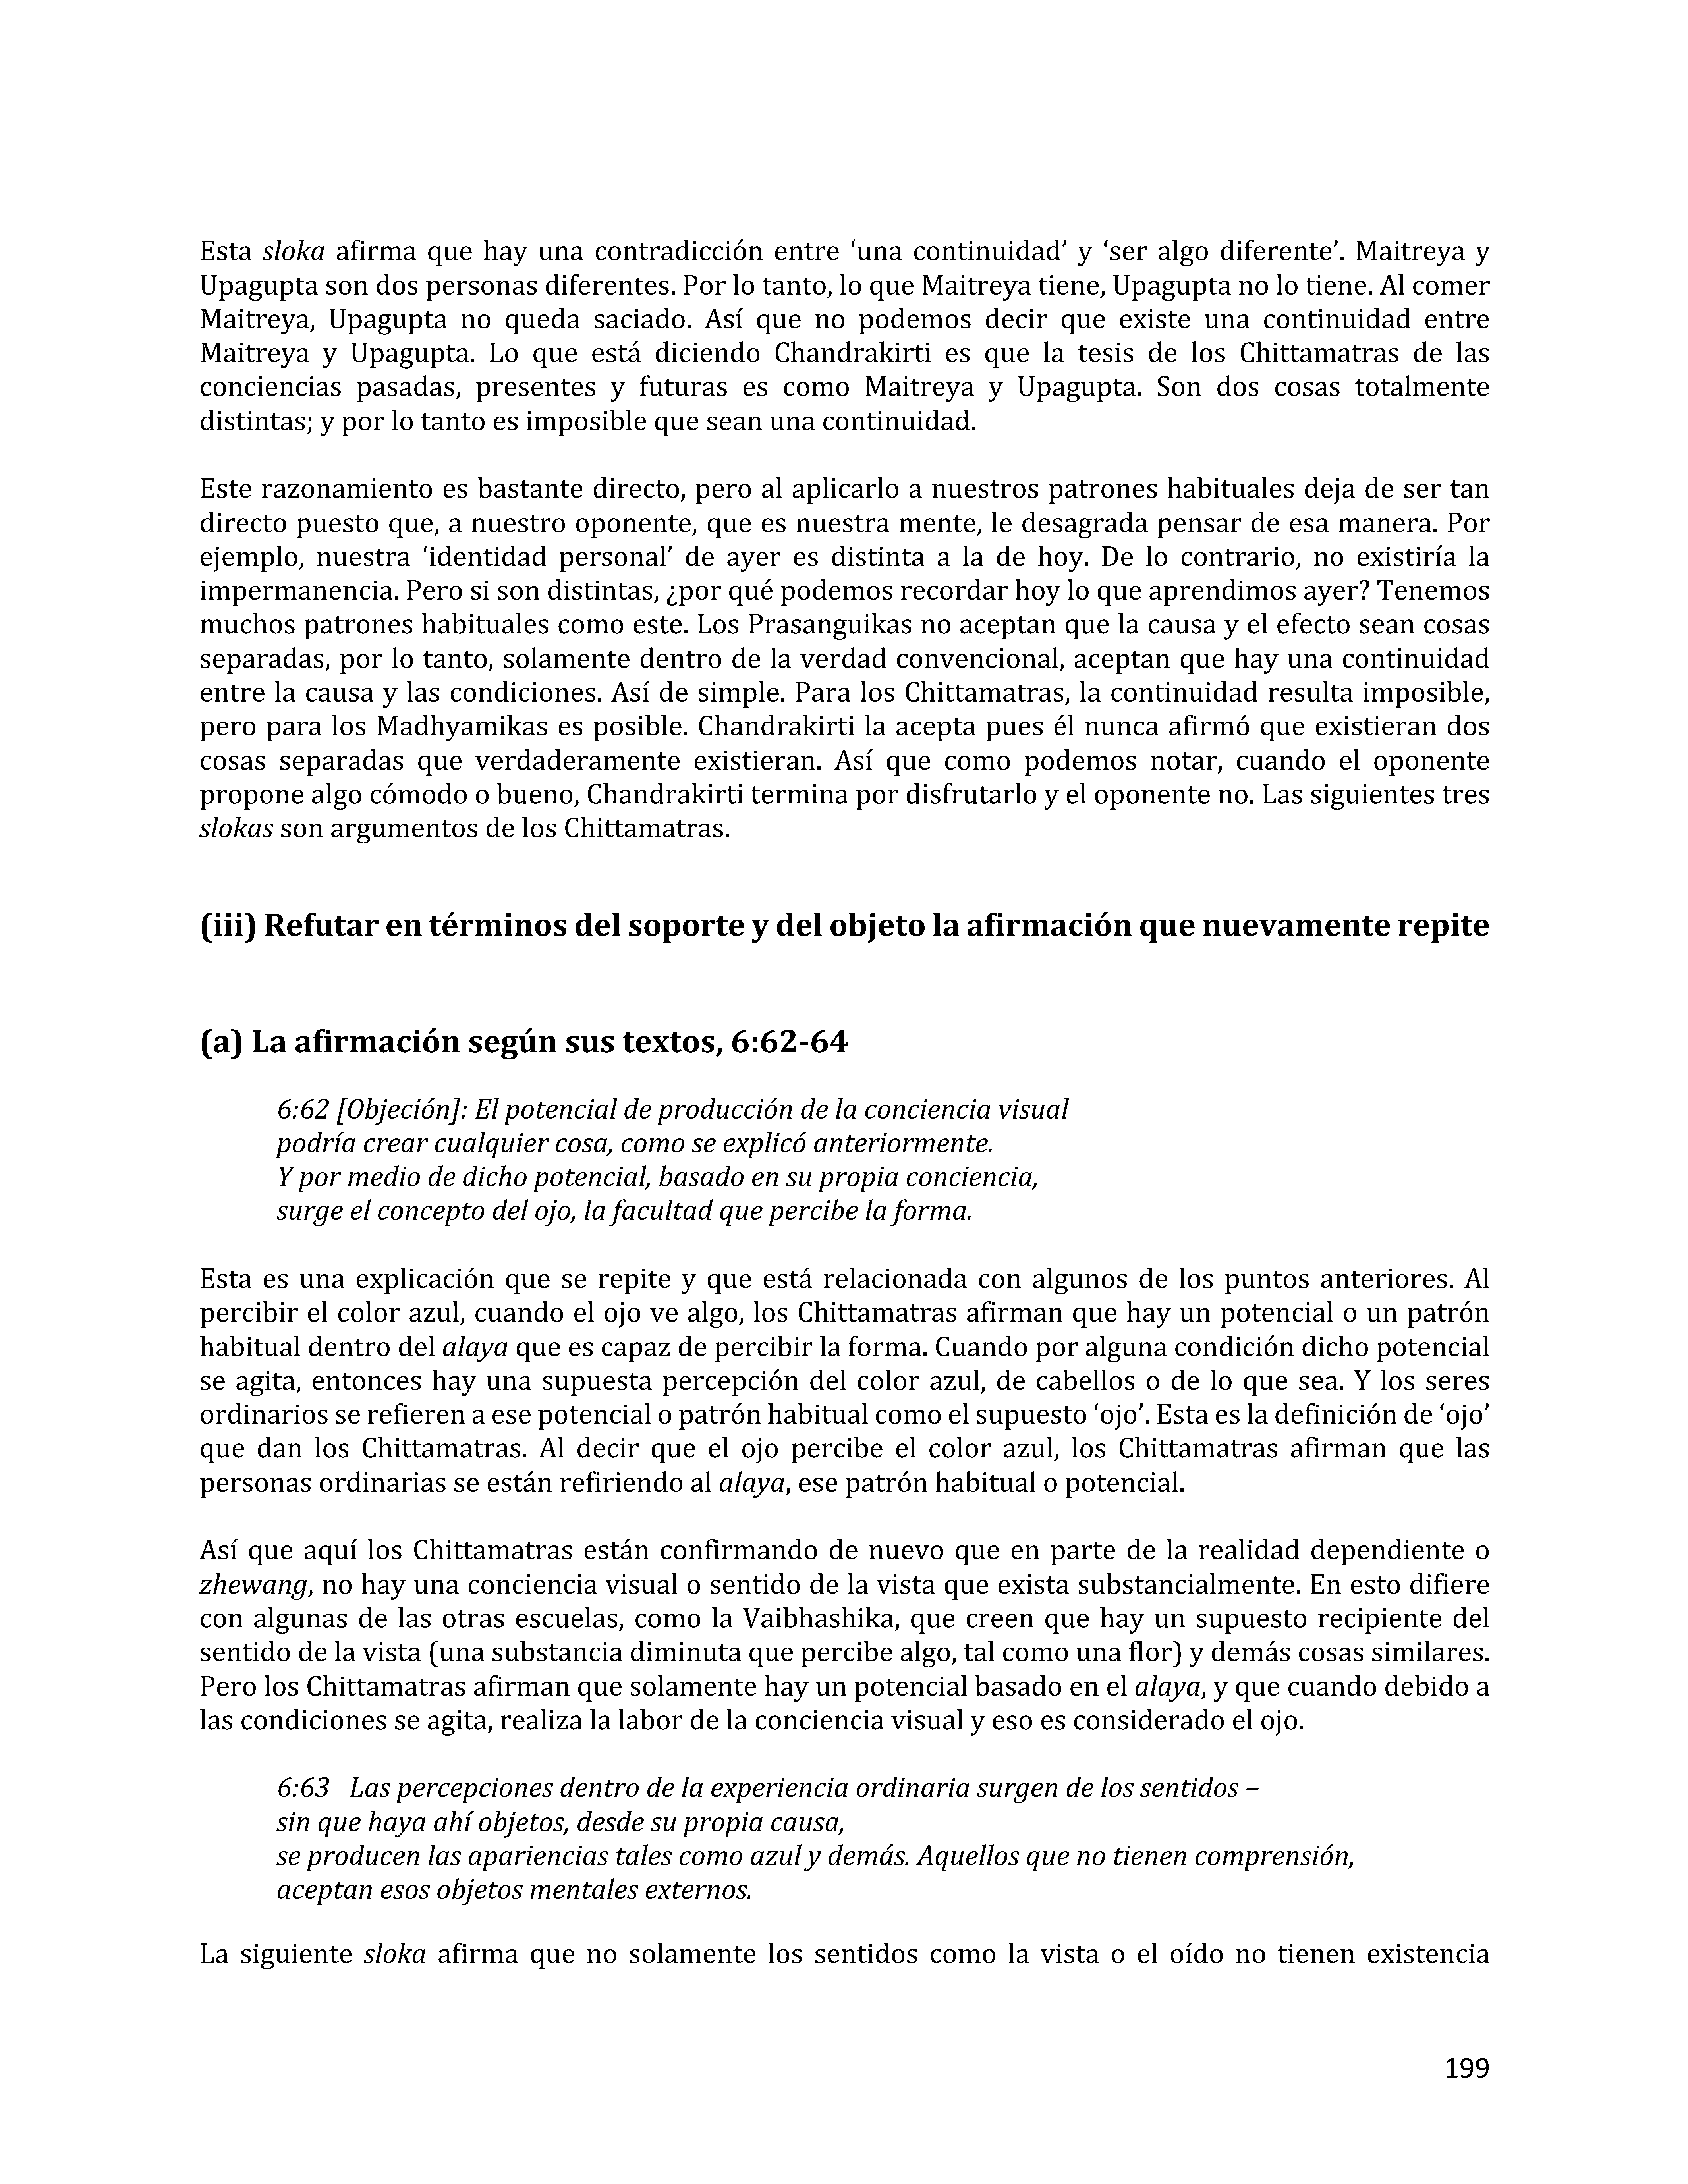 Esta sloka afirma que hay una contradicción entre ‘una continuidad’ y ‘ser algo diferente’. Maitreya y
Upagupta son dos personas diferentes. Por lo tanto, lo que Maitreya tiene, Upagupta no lo tiene. Al comer
Maitreya, Upagupta no queda saciado. Así que no podemos decir que existe una continuidad entre
Maitreya y Upagupta. Lo que está diciendo Chandrakirti es que la tesis de los Chittamatras de las
conciencias pasadas, presentes y futuras es como Maitreya y Upagupta. Son dos cosas totalmente
distintas; y por lo tanto es imposible que sean una continuidad.
Este razonamiento es bastante directo, pero al aplicarlo a nuestros patrones habituales deja de ser tan
directo puesto que, a nuestro oponente, que es nuestra mente, le desagrada pensar de esa manera. Por
ejemplo, nuestra ‘identidad personal’ de ayer es distinta a la de hoy. De lo contrario, no existiría la
impermanencia. Pero si son distintas, ¿por qué podemos recordar hoy lo que aprendimos ayer? Tenemos
muchos patrones habituales como este. Los Prasanguikas no aceptan que la causa y el efecto sean cosas
separadas, por lo tanto, solamente dentro de la verdad convencional, aceptan que hay una continuidad
entre la causa y las condiciones. Así de simple. Para los Chittamatras, la continuidad resulta imposible,
pero para los Madhyamikas es posible. Chandrakirti la acepta pues él nunca afirmó que existieran dos
cosas separadas que verdaderamente existieran. Así que como podemos notar, cuando el oponente
propone algo cómodo o bueno, Chandrakirti termina por disfrutarlo y el oponente no. Las siguientes tres
slokas son argumentos de los Chittamatras.
(iii) Refutar en términos del soporte y del objeto la afirmación que nuevamente repite
(a) La afirmación según sus textos, 6:62-64
6:62 [Objeción]: El potencial de producción de la conciencia visual
podría crear cualquier cosa, como se explicó anteriormente.
Y por medio de dicho potencial, basado en su propia conciencia,
surge el concepto del ojo, la facultad que percibe la forma.
Esta es una explicación que se repite y que está relacionada con algunos de los puntos anteriores. Al
percibir el color azul, cuando el ojo ve algo, los Chittamatras afirman que hay un potencial o un patrón
habitual dentro del alaya que es capaz de percibir la forma. Cuando por alguna condición dicho potencial
se agita, entonces hay una supuesta percepción del color azul, de cabellos o de lo que sea. Y los seres
ordinarios se refieren a ese potencial o patrón habitual como el supuesto ‘ojo’. Esta es la definición de ‘ojo’
que dan los Chittamatras. Al decir que el ojo percibe el color azul, los Chittamatras afirman que las
personas ordinarias se están refiriendo al alaya, ese patrón habitual o potencial.
Así que aquí los Chittamatras están confirmando de nuevo que en parte de la realidad dependiente o
zhewang, no hay una conciencia visual o sentido de la vista que exista substancialmente. En esto difiere
con algunas de las otras escuelas, como la Vaibhashika, que creen que hay un supuesto recipiente del
sentido de la vista (una substancia diminuta que percibe algo, tal como una flor) y demás cosas similares.
Pero los Chittamatras afirman que solamente hay un potencial basado en el alaya, y que cuando debido a
las condiciones se agita, realiza la labor de la conciencia visual y eso es considerado el ojo.
6:63 Las percepciones dentro de la experiencia ordinaria surgen de los sentidos –
sin que haya ahí objetos, desde su propia causa,
se producen las apariencias tales como azul y demás. Aquellos que no tienen comprensión,
aceptan esos objetos mentales externos.
La siguiente sloka afirma que no solamente los sentidos como la vista o el oído no tienen existencia
199